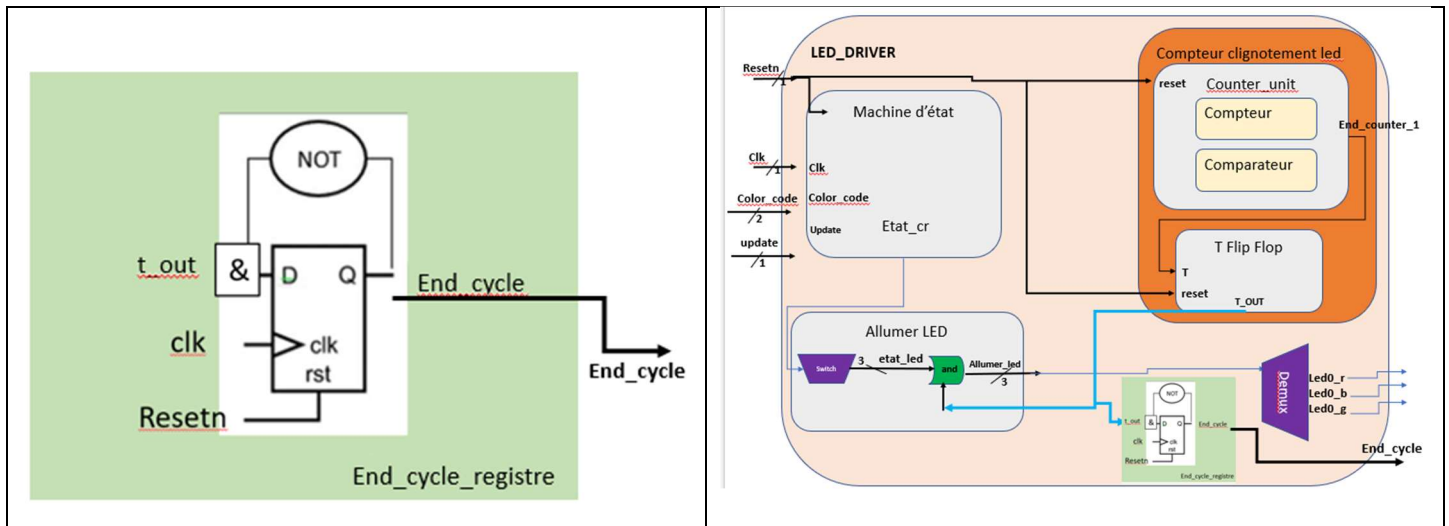 NOT
t_out
&
D
Q
End_cycle
clk
clk
rst
End_cycle
Resetn
End_cycle_registre
LED_DRIVER
Compteur clignotement led
Resetn
1
reset
Counter_unit
Machine d'état
Compteur
End_counter_1
Clk
1
Clk
Comparateur
Color_code
2
Color_code
Update
Etat_cr
update
1
T Flip Flop
T
reset
T_OUT
Allumer LED
Switch
3
etat_led
and
Allumer_led
3
Demux
Led0_r
Led0_b
Led0_g
NOT
t_out
&
D
Q
End_cycle
clk
clk
rst
Resetn
End_cycle_registre
End_cycle